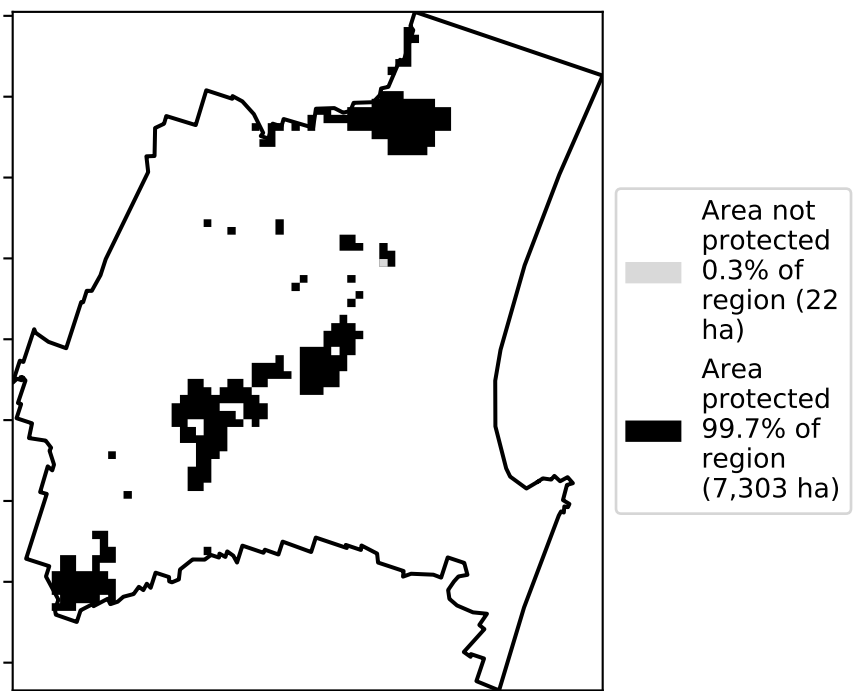 Area not
protected
0.3% of
region (22
ha)
Area
protected
99.7% of
region
(7,303 ha)